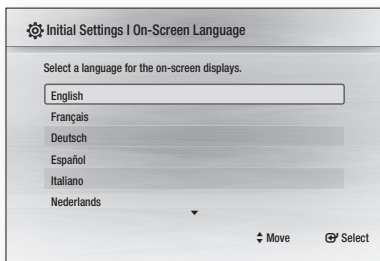 Initial Settings I On-Screen Language
Select a language for the on-screen displays.
English
Français
Deutsch
Español
Italiano
Nederlands
Move Select